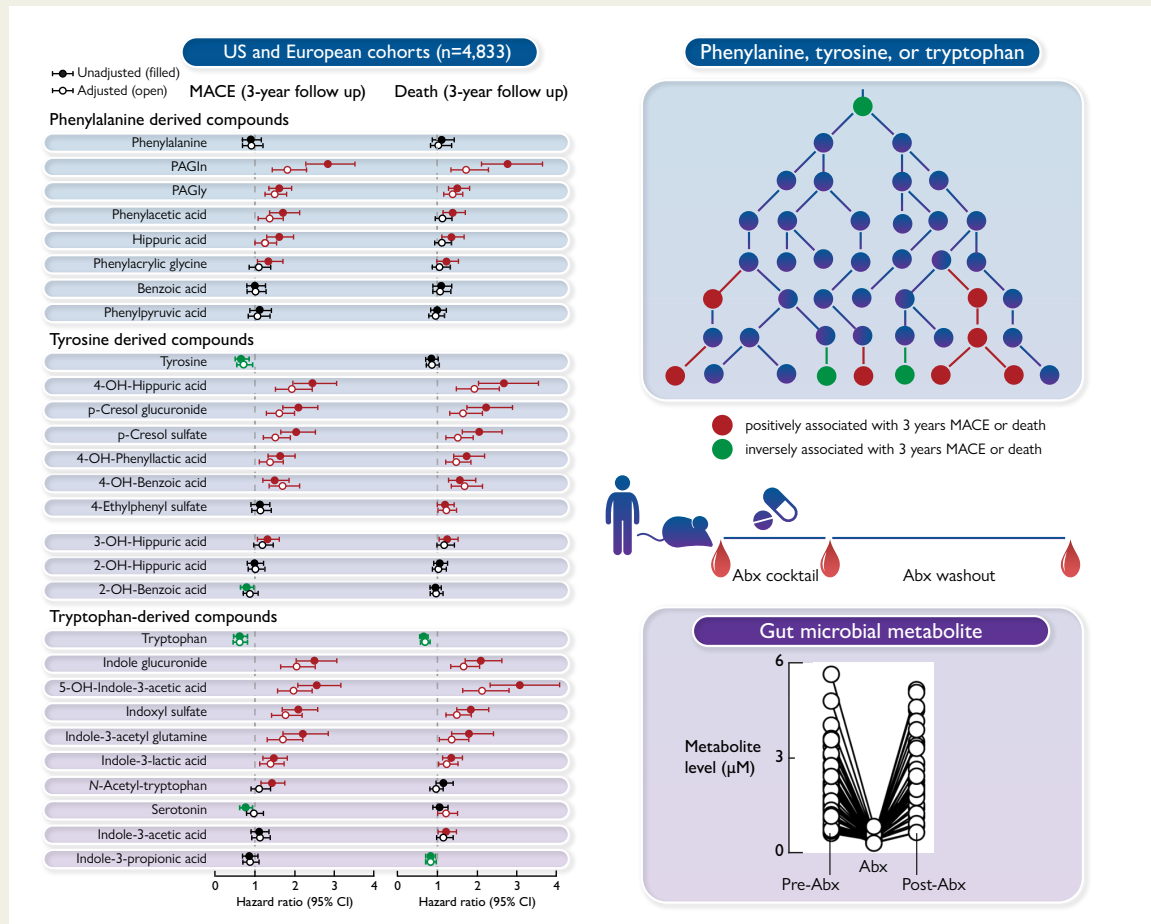 US and European cohorts (n=4,833)
Unadjusted (filled)
Adjusted (open)
MACE (3-year follow up)
Death (3-year follow up)
Phenylalanine derived compounds
Phenylalanine
PAGln
PAGly
Phenylacetic acid
Hippuric acid
Phenylacrylic glycine
Benzoic acid
Phenylpyruvic acid
Tyrosine derived compounds
Tyrosine
4-OH-Hippuric acid
p-Cresol glucuronide
p-Cresol sulfate
4-OH-Phenyllactic acid
4-OH-Benzoic acid
4-Ethylphenyl sulfate
3-OH-Hippuric acid
2-OH-Hippuric acid
2-OH-Benzoic acid
Tryptophan-derived compounds
Tryptophan
Indole glucuronide
5-OH-Indole-3-acetic acid
Indoxyl sulfate
Indole-3-acetyl glutamine
Indole-3-lactic acid
N-Acetyl-tryptophan
Serotonin
Indole-3-acetic acid
Indole-3-propionic acid
0 1 2 3 4
Hazard ratio (95% CI)
0 1 2 3 4
Hazard ratio (95% CI)
Phenylanine, tyrosine, or tryptophan
positively associated with 3 years MACE or death
inversely associated with 3 years MACE or death
Abx cocktail
Abx washout
Gut microbial metabolite
6
3
0
Metabolite
level (μM)
Pre-Abx
Abx
Post-Abx